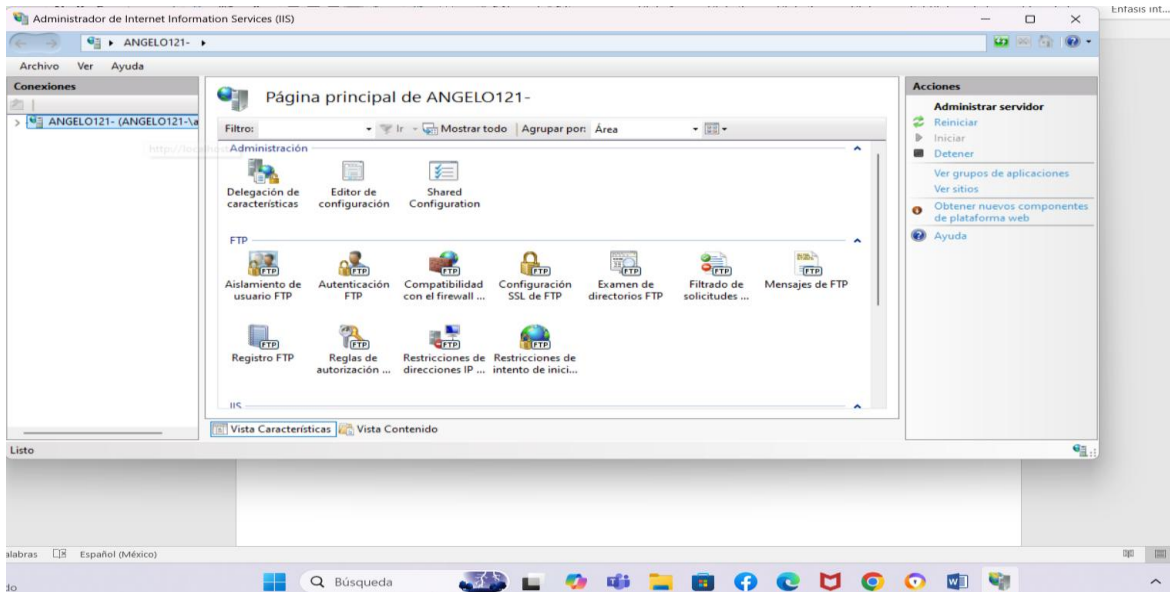 Énfasis int...
Administrador de Internet Information Services (IIS)
ANGELO121-
Archivo Ver Ayuda
Conexiones
ANGELO121- (ANGELO121-\a
Página principal de ANGELO121-
Filtro: Ir Mostrar todo Agrupar por: Área
Administración
Delegación de características
Editor de configuración
Shared Configuration
FTP
Aislamiento de usuario FTP
Autenticación FTP
Compatibilidad con el firewall ...
Configuración SSL de FTP
Examen de directorios FTP
Filtrado de solicitudes ...
Mensajes de FTP
Registro FTP
Reglas de autorización ...
Restricciones de direcciones IP ...
Restricciones de intento de inici...
IIS
Vista Características Vista Contenido
Acciones
Administrar servidor
Reiniciar
Iniciar
Detener
Ver grupos de aplicaciones
Ver sitios
Obtener nuevos componentes
de plataforma web
Ayuda
Listo
alabras Español (México)
do
Búsqueda